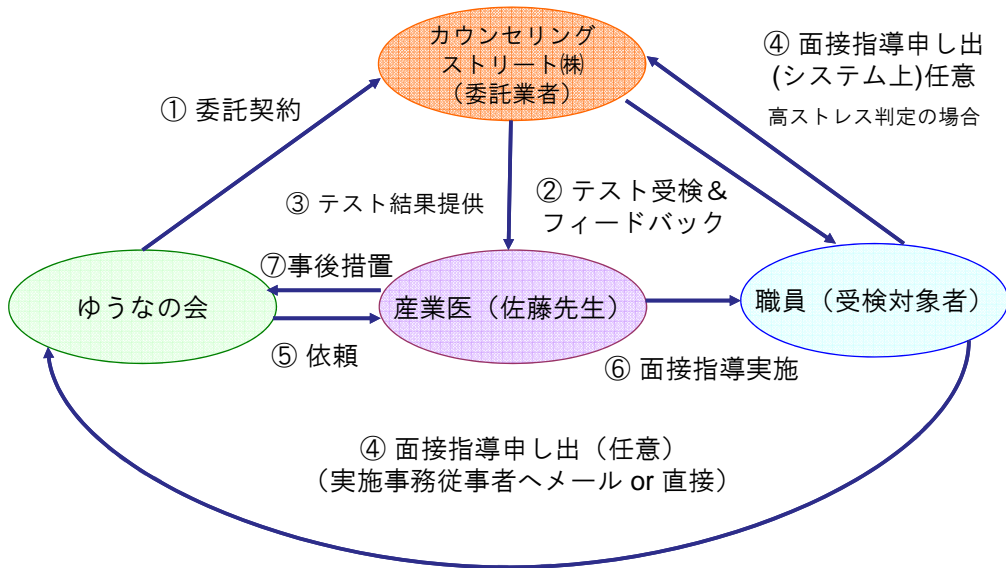 カウンセリング
ストリート㈱
（委託業者）
④ 面接指導申し出
(システム上)任意
高ストレス判定の場合
① 委託契約
③ テスト結果提供
② テスト受検＆
フィードバック
⑦事後措置
ゆうなの会
産業医（佐藤先生）
職員（受検対象者）
⑤ 依頼
⑥ 面接指導実施
④ 面接指導申し出（任意）
（実施事務従事者へメール or 直接）